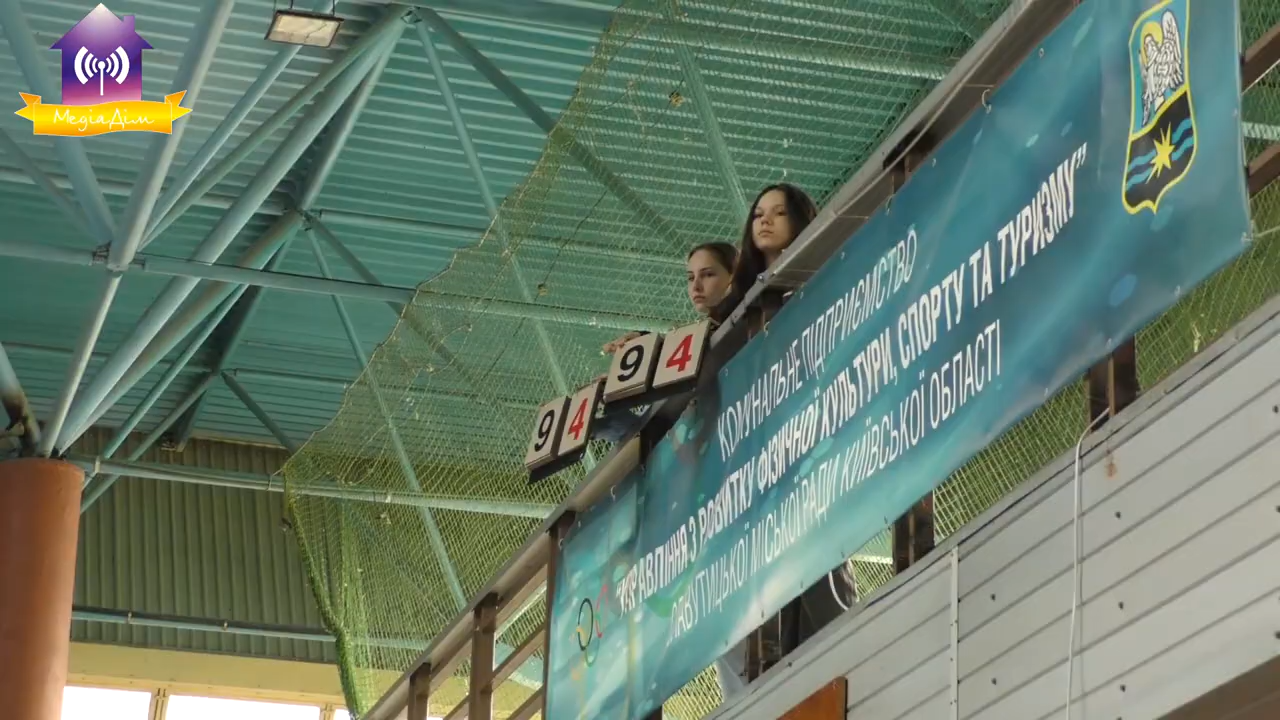 МедіаДім
9 4
9 4
КОМУНАЛЬНЕ ПІДПРИЄМСТВО
"УПРАВЛІННЯ З РОЗВИТКУ ФІЗИЧНОЇ КУЛЬТУРИ, СПОРТУ ТА ТУРИЗМУ"
СЛАВУТИЦЬКОЇ МІСЬКОЇ РАДИ КИЇВСЬКОЇ ОБЛАСТІ